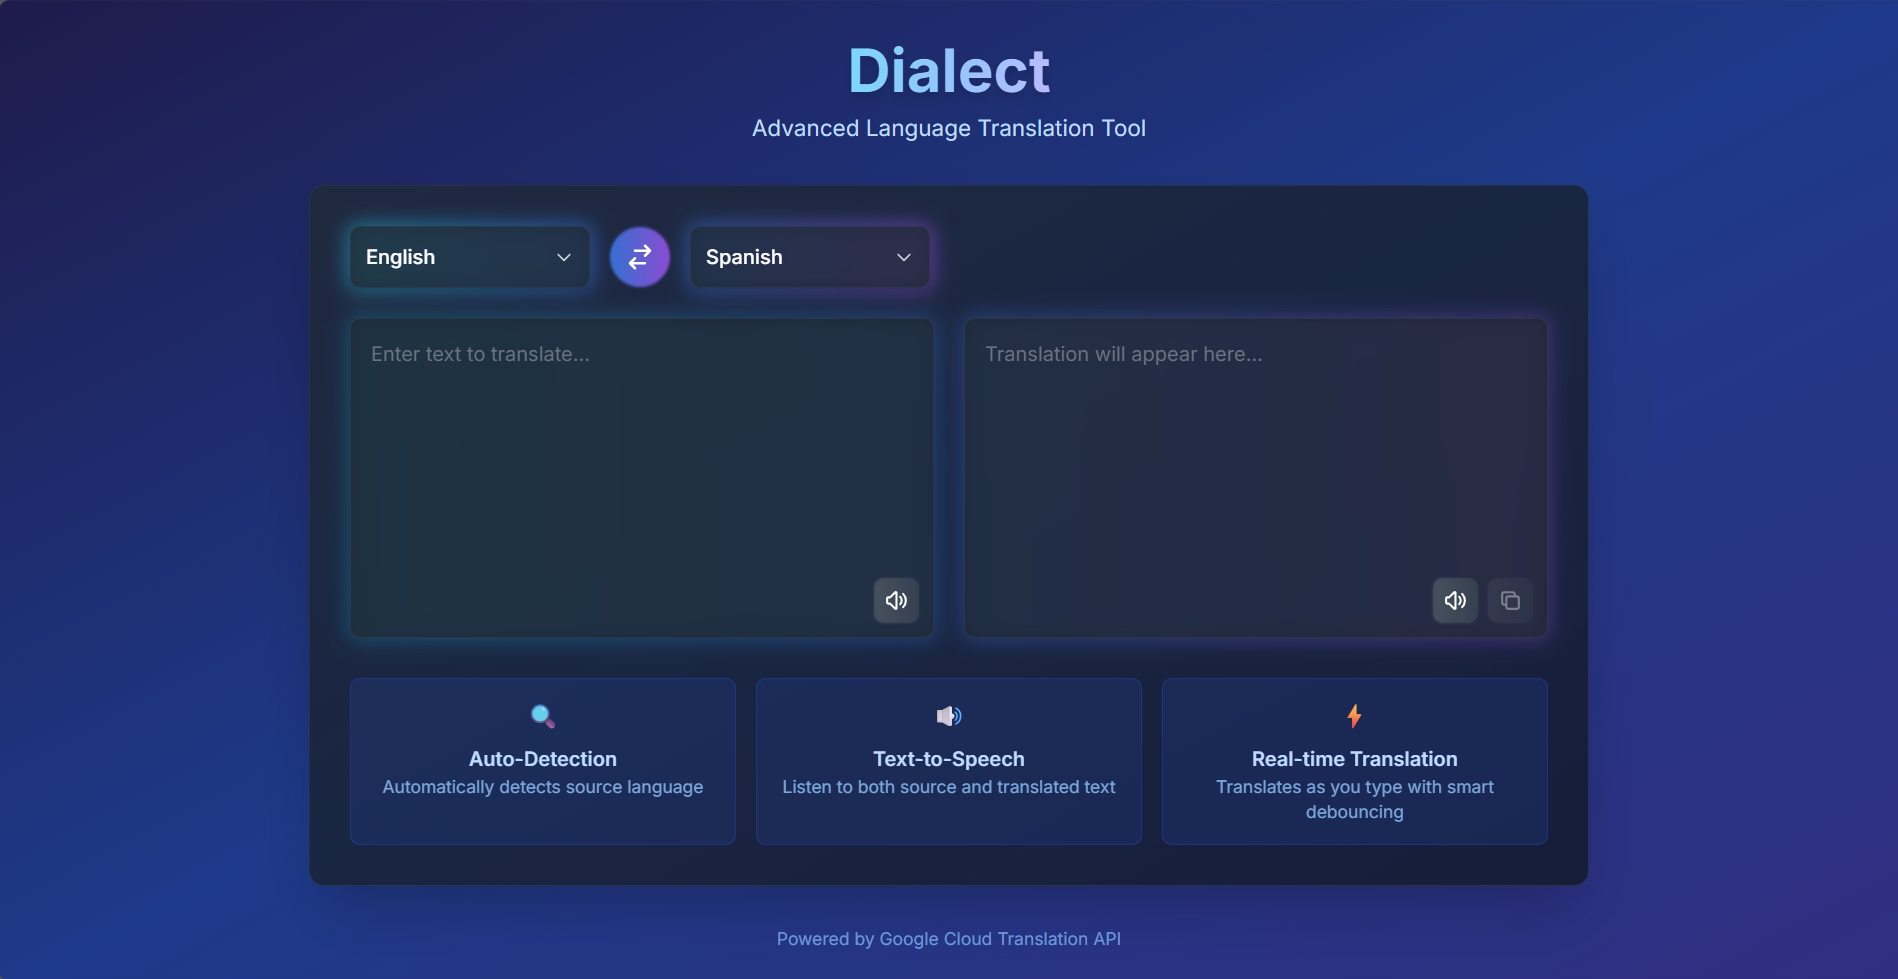 Dialect
Advanced Language Translation Tool
English
Spanish
Enter text to translate...
Translation will appear here...
Auto-Detection
Automatically detects source language
Text-to-Speech
Listen to both source and translated text
Real-time Translation
Translates as you type with smart
debouncing
Powered by Google Cloud Translation API